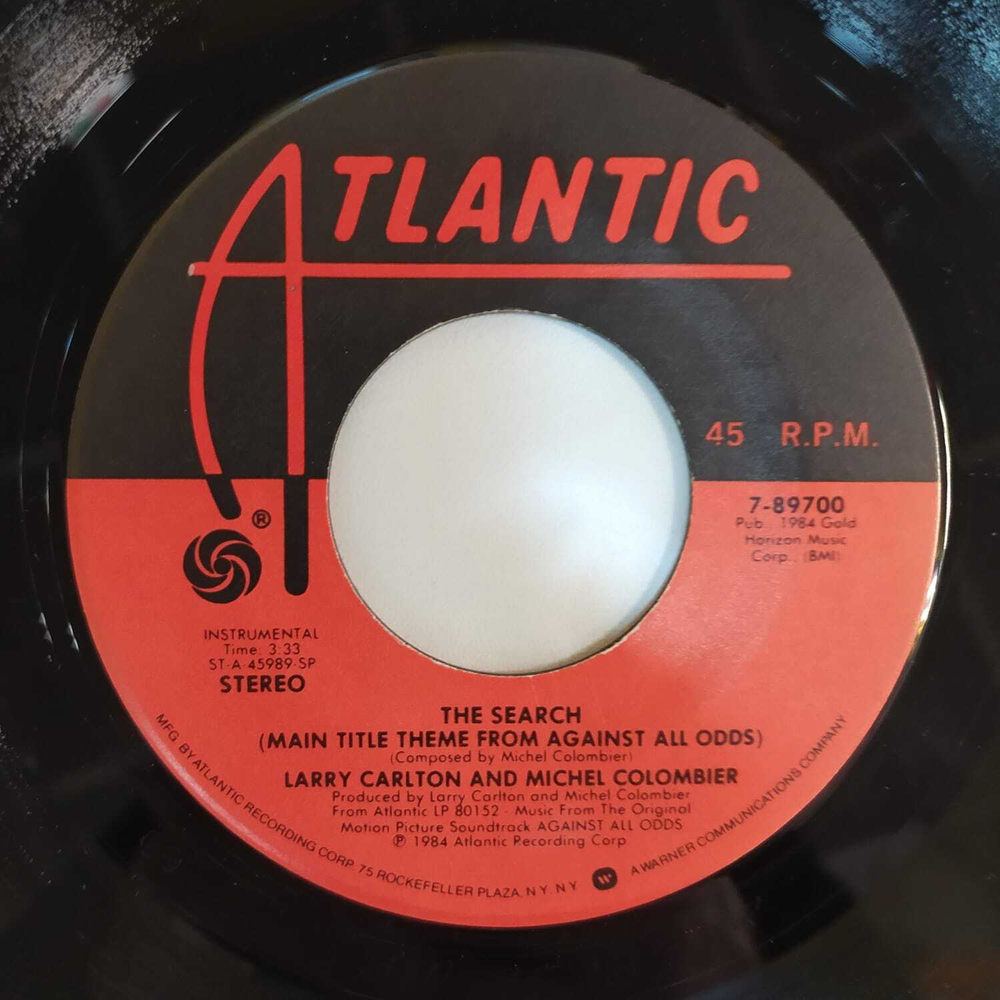 ATLANTIC
45 R.P.M.
7-89700
Pub., 1984 Gold
Horizon Music
Corp., (BMI)
®
INSTRUMENTAL
Time: 3:33
ST-A-45989-SP
STEREO
THE SEARCH
(MAIN TITLE THEME FROM AGAINST ALL ODDS)
(Composed by Michel Colombier)
LARRY CARLTON AND MICHEL COLOMBIER
Produced by Larry Carlton and Michel Colombier
From Atlantic LP 80152 - Music From The Original
Motion Picture Soundtrack AGAINST ALL ODDS
℗ 1984 Atlantic Recording Corp.
MFG. BY ATLANTIC RECORDING CORP. 75 ROCKEFELLER PLAZA, N.Y. N.Y. W A WARNER COMMUNICATIONS COMPANY